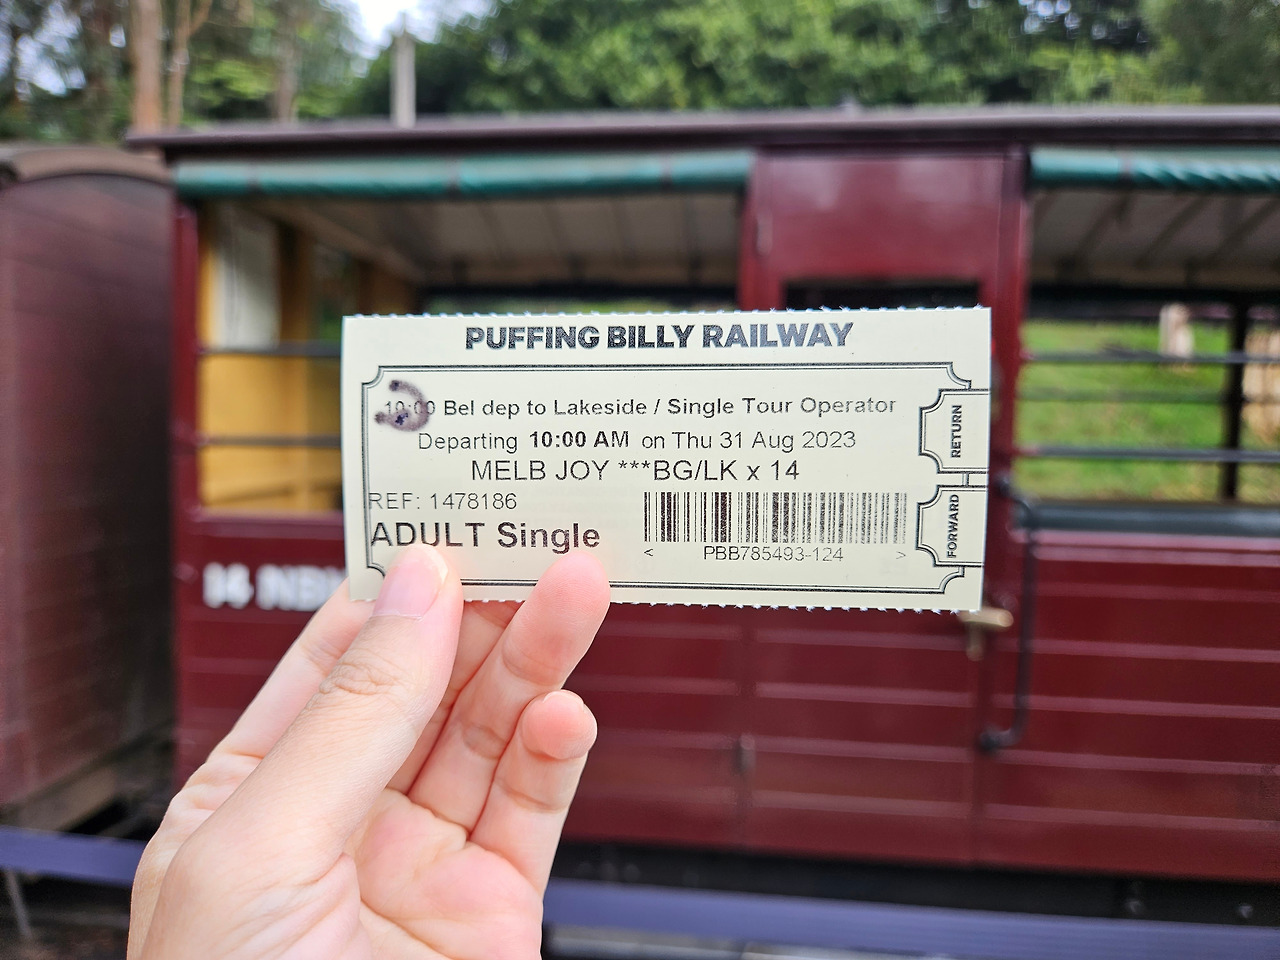 PUFFING BILLY RAILWAY
10:00 Bel dep to Lakeside / Single Tour Operator
Departing 10:00 AM on Thu 31 Aug 2023
MELB JOY ***BG/LK x 14
REF: 1478186
ADULT Single
< PBB785493-124 >
RETURN
FORWARD
14